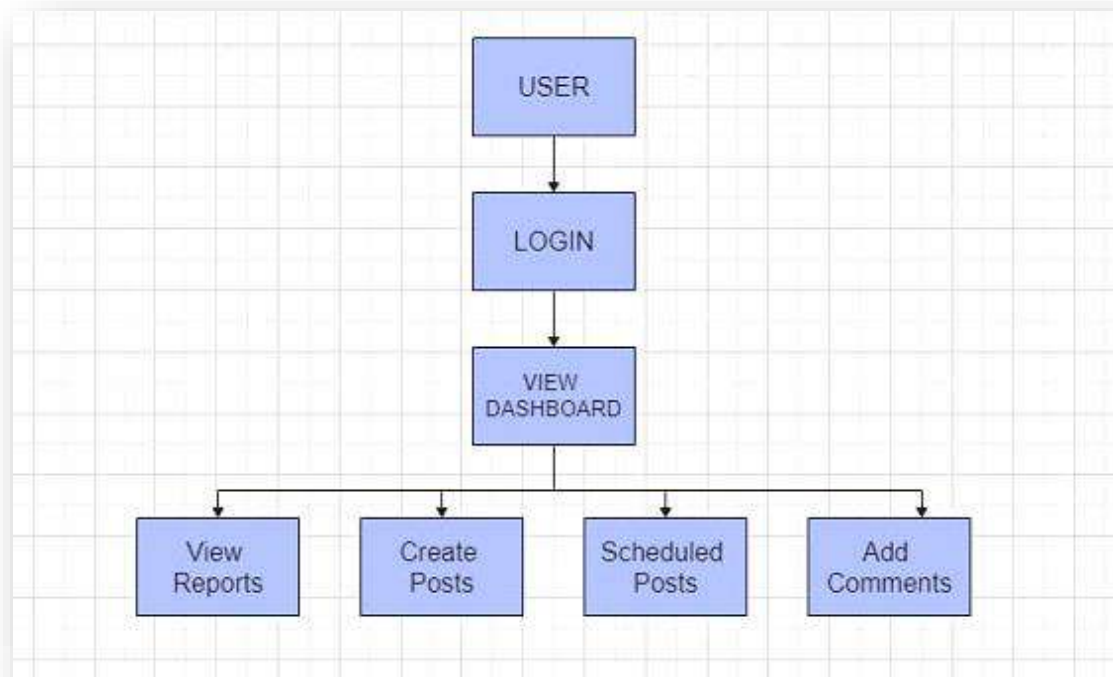 USER
LOGIN
VIEW
DASHBOARD
View
Reports
Create
Posts
Scheduled
Posts
Add
Comments